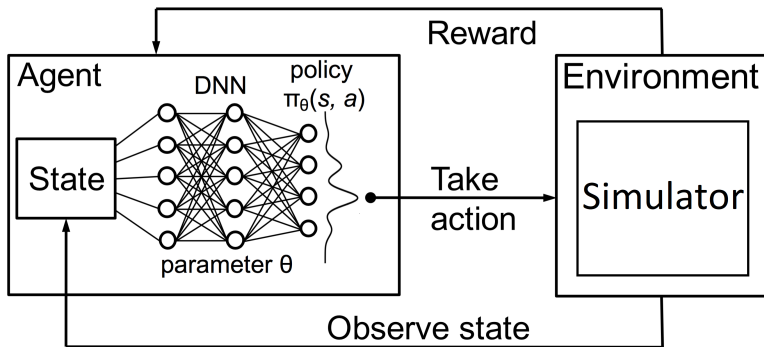 Reward
Agent
DNN
policy
πθ(s, a)
Environment
State
Simulator
Take
action
parameter θ
Observe state